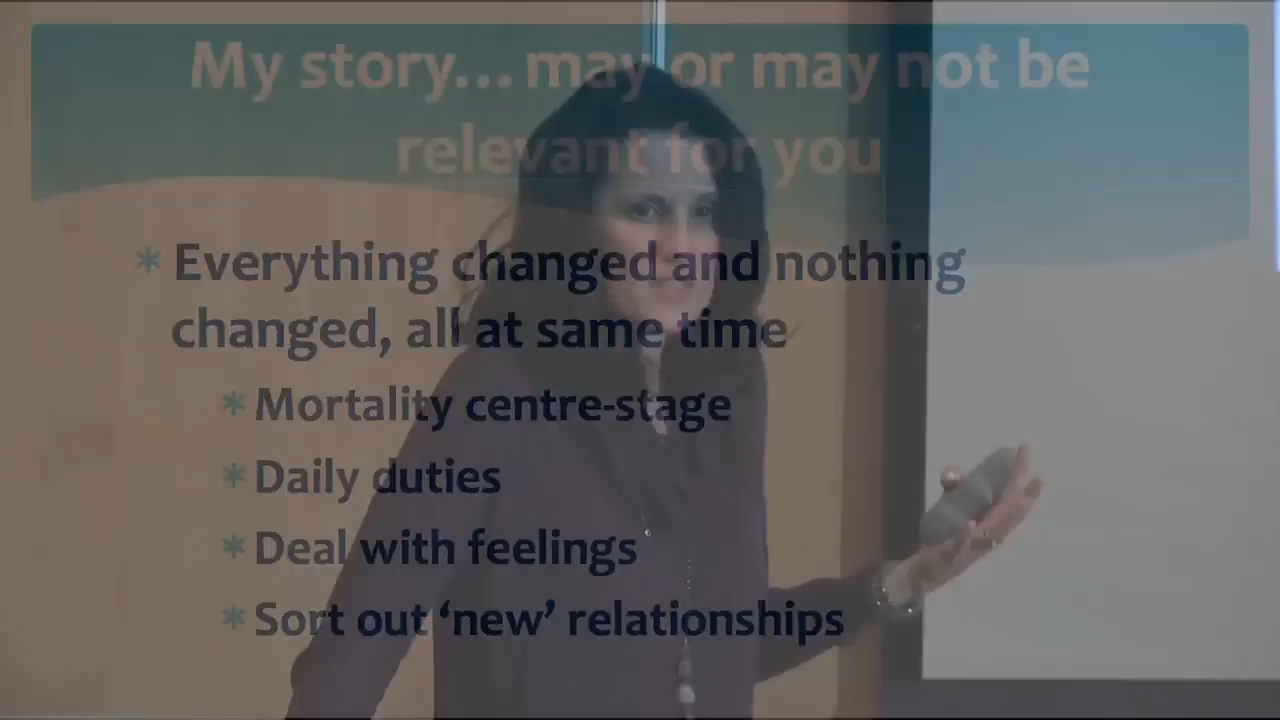 My story... may or may not be
relevant for you
* Everything changed and nothing
changed, all at same time
* Mortality centre-stage
* Daily duties
* Deal with feelings
* Sort out ‘new’ relationships